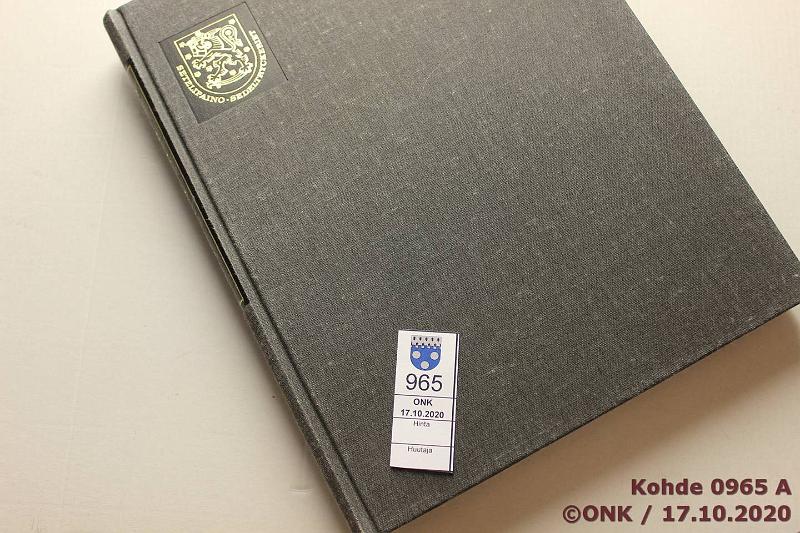 SETELIPAINO · SEDELTRYCKERIET
965
ONK
17.10.2020
Hinta
Huutaja
Kohde 0965 A
©ONK / 17.10.2020